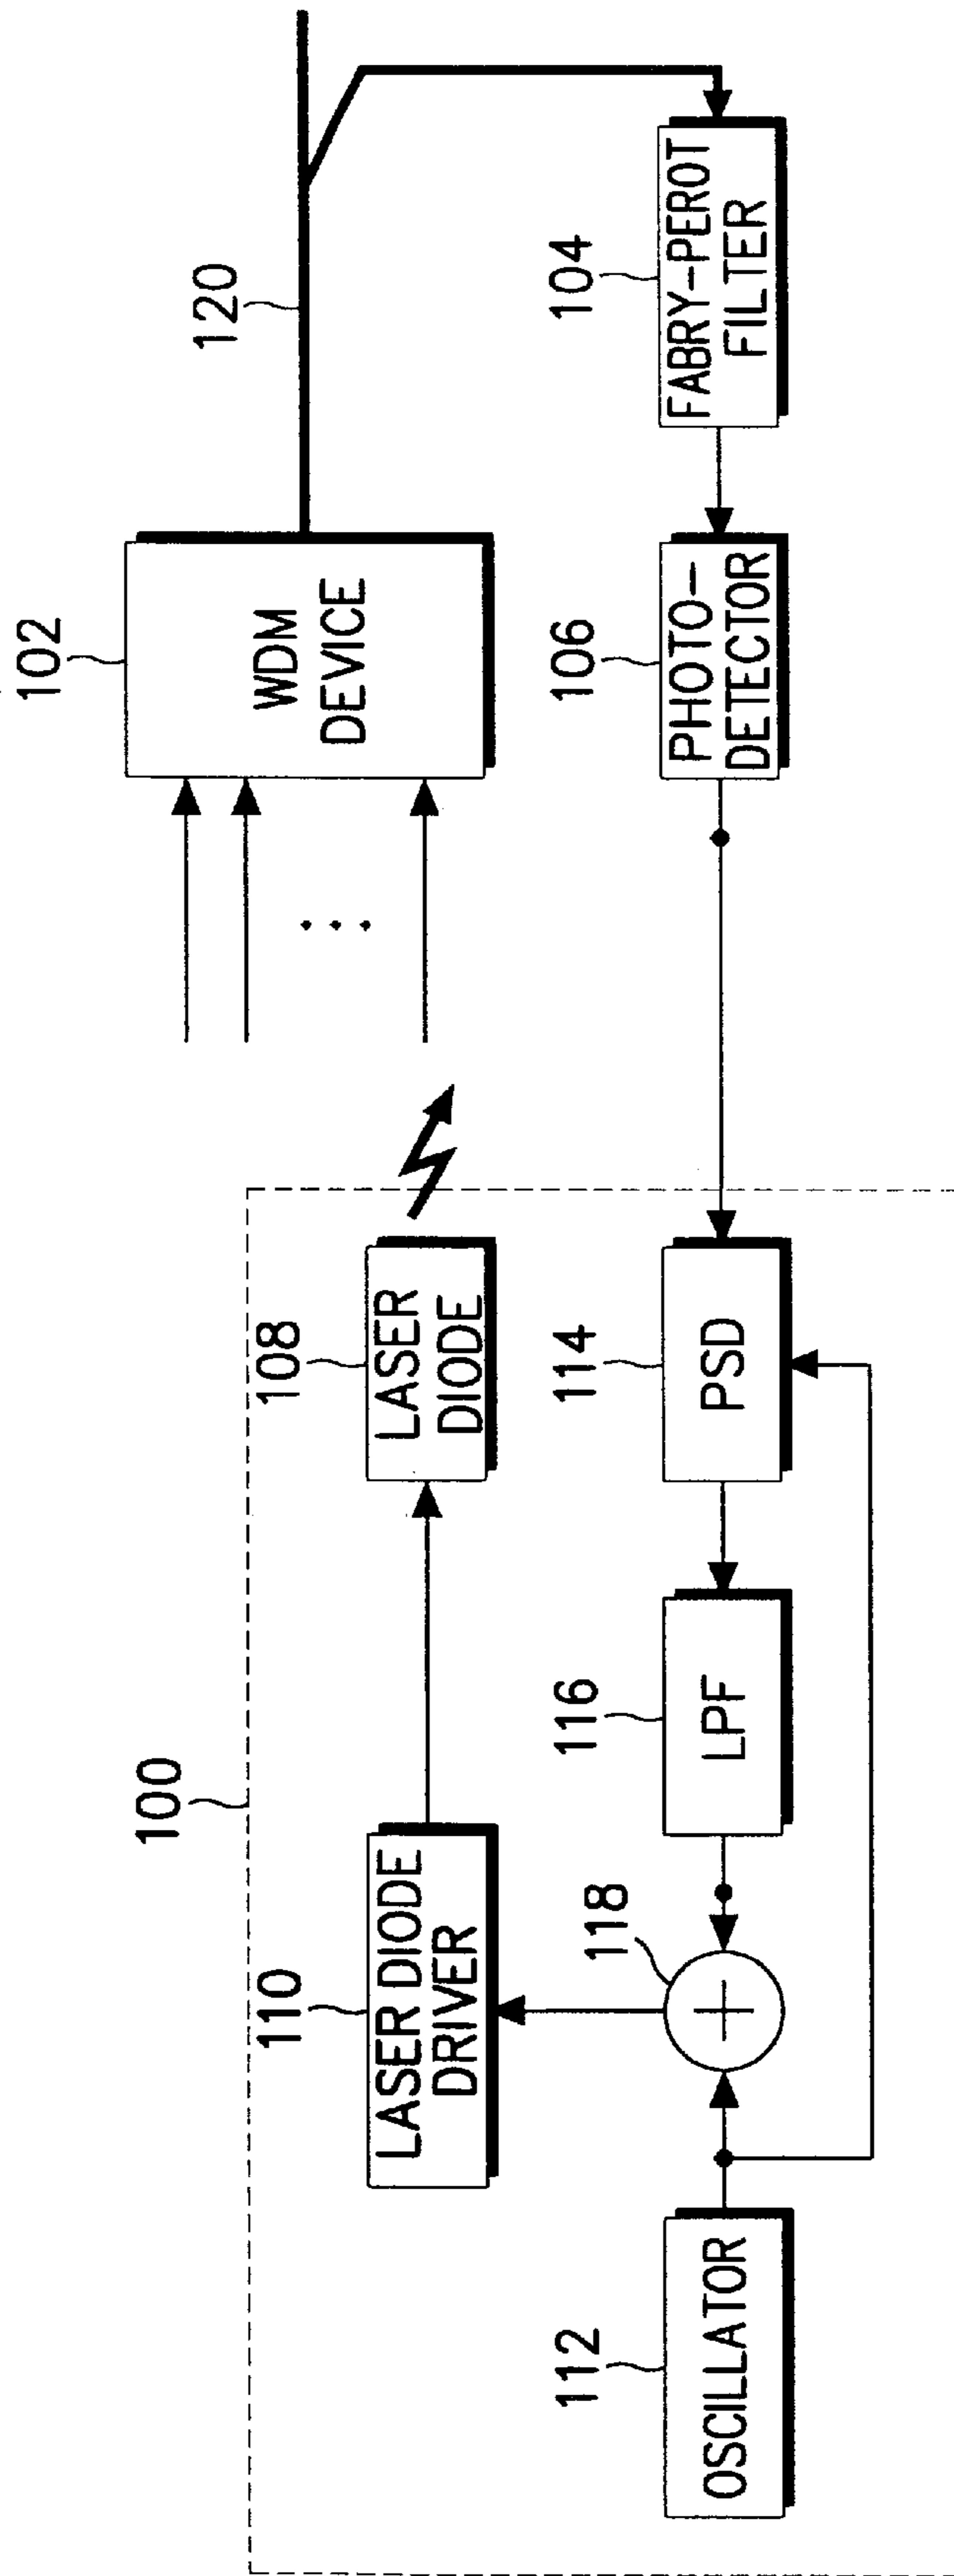 100
110
LASER DIODE
DRIVER
108
LASER
DIODE
102
WDM
DEVICE
120
112
OSCILLATOR
118
+
116
LPF
114
PSD
106
PHOTO-
DETECTOR
104
FABRY-PEROT
FILTER